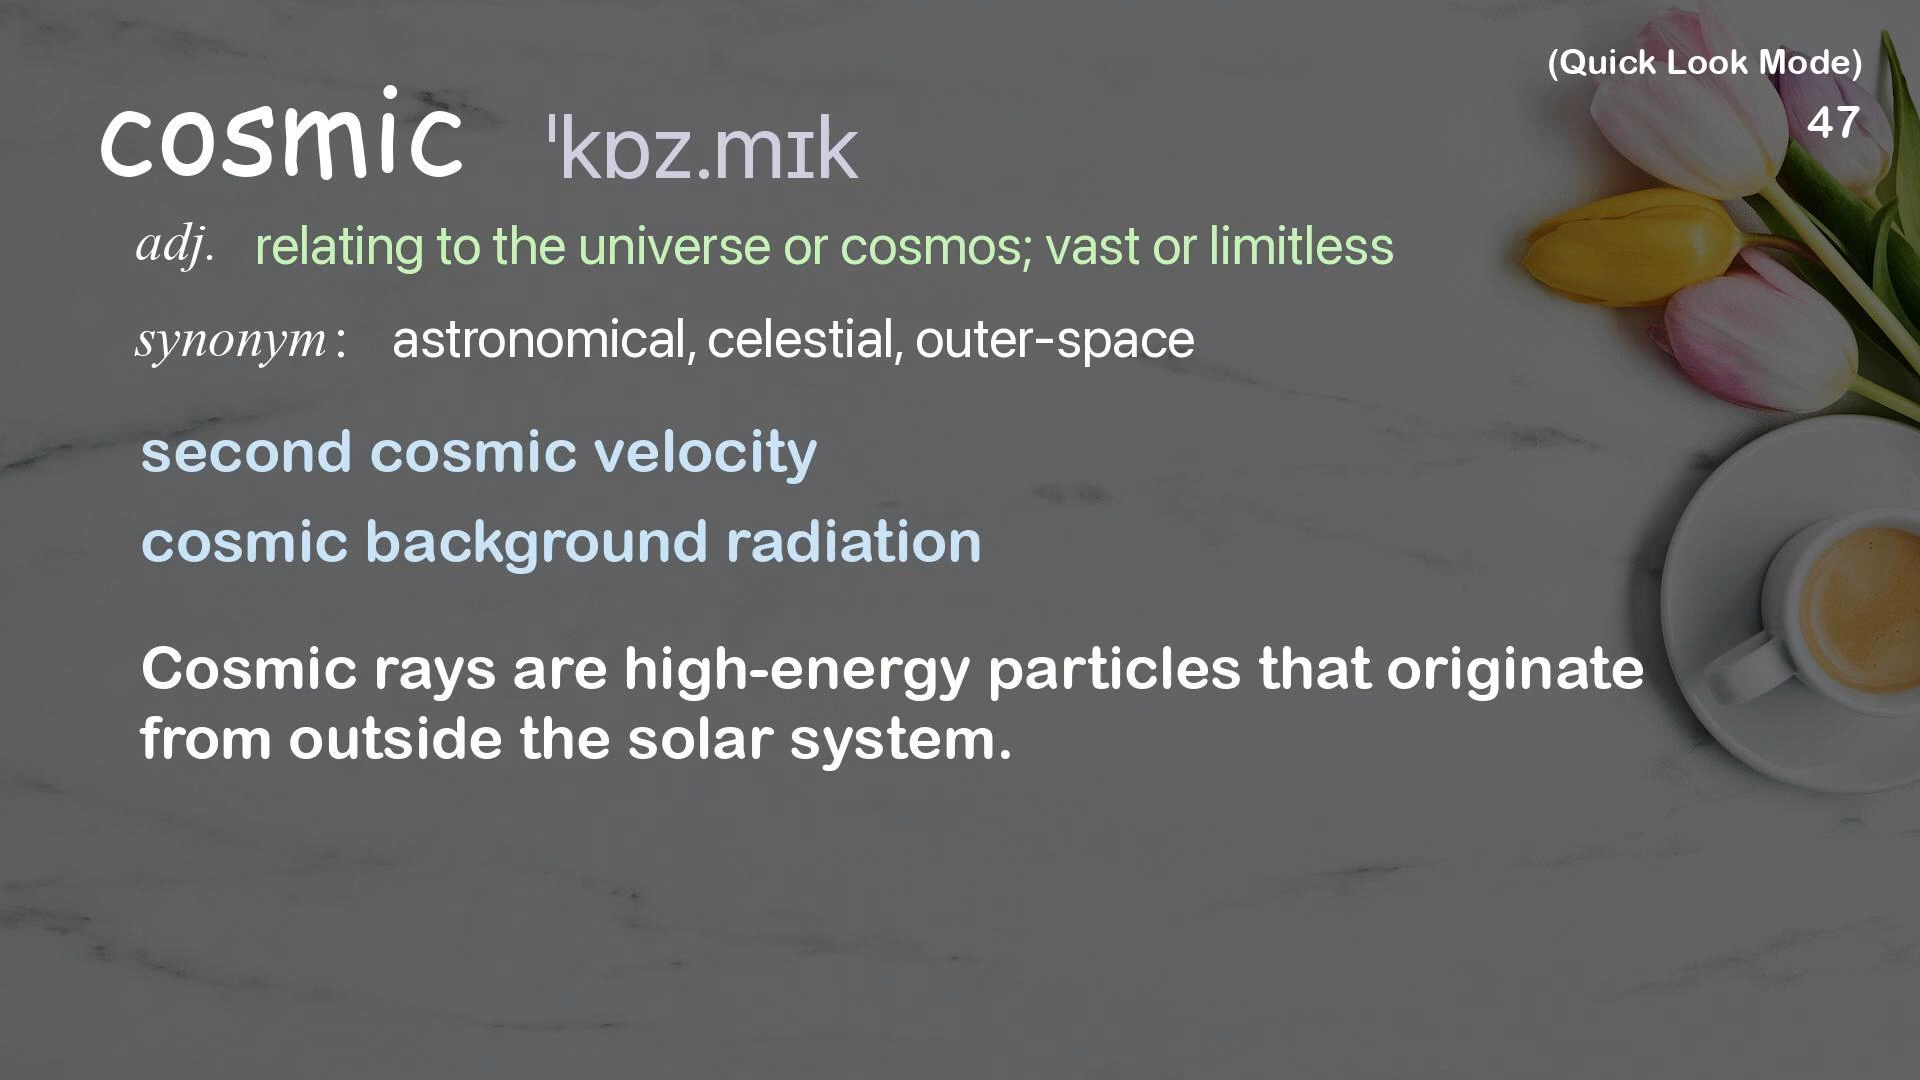 (Quick Look Mode)
47
cosmic ˈkɒz.mɪk
adj. relating to the universe or cosmos; vast or limitless
synonym : astronomical, celestial, outer-space
second cosmic velocity
cosmic background radiation
Cosmic rays are high-energy particles that originate
from outside the solar system.